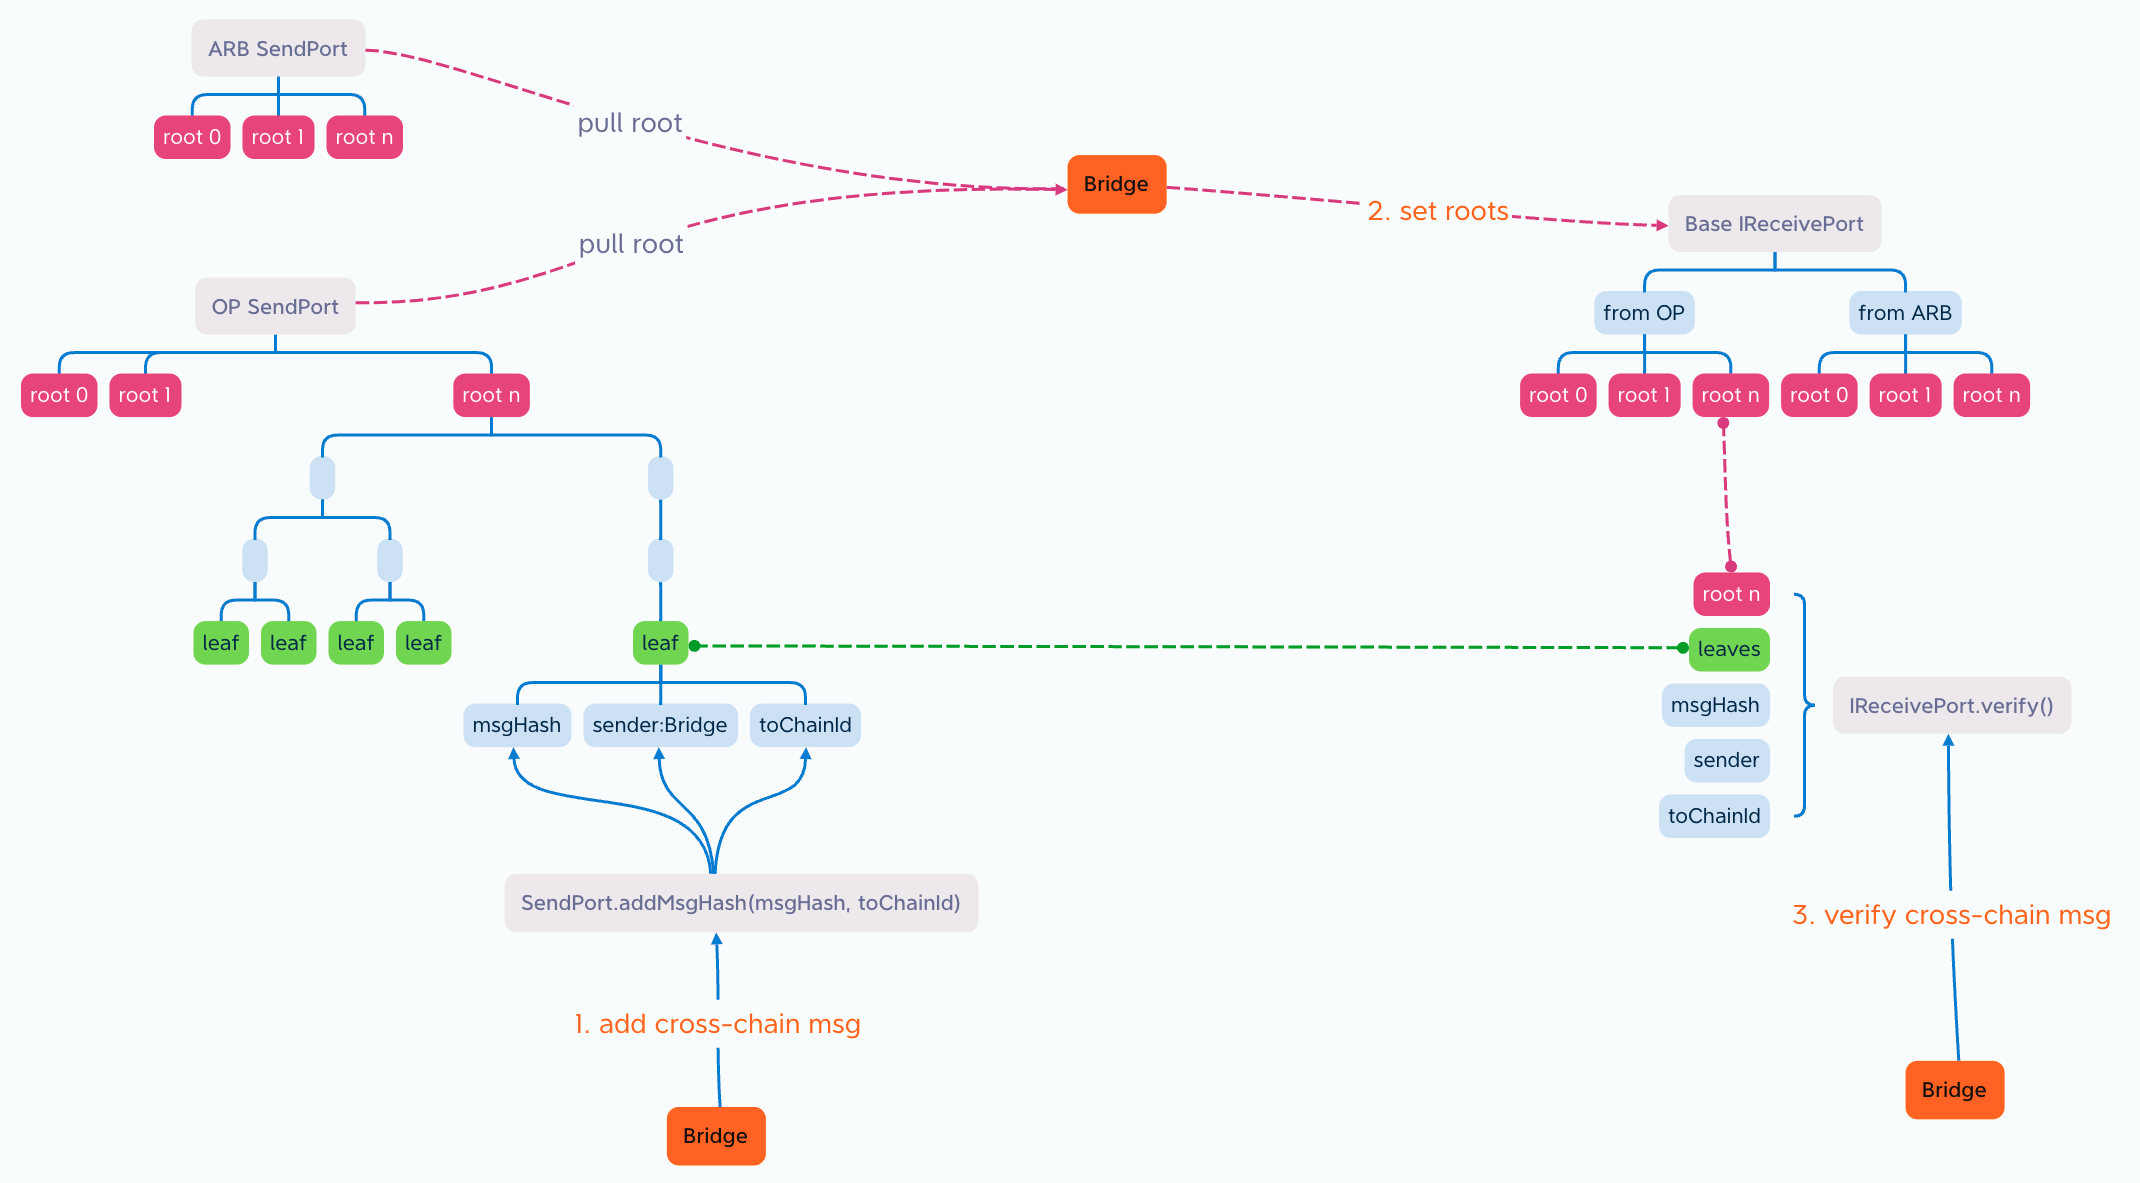 ARB SendPort
root 0
root 1
root n
pull root
Bridge
2. set roots
Base IReceivePort
pull root
OP SendPort
from OP
from ARB
root 0
root 1
root n
root 0
root 1
root n
root 0
root 1
root n
root n
leaf
leaf
leaf
leaf
leaf
leaves
msgHash
sender:Bridge
toChainId
msgHash
sender
toChainId
IReceivePort.verify()
SendPort.addMsgHash(msgHash, toChainId)
3. verify cross-chain msg
1. add cross-chain msg
Bridge
Bridge